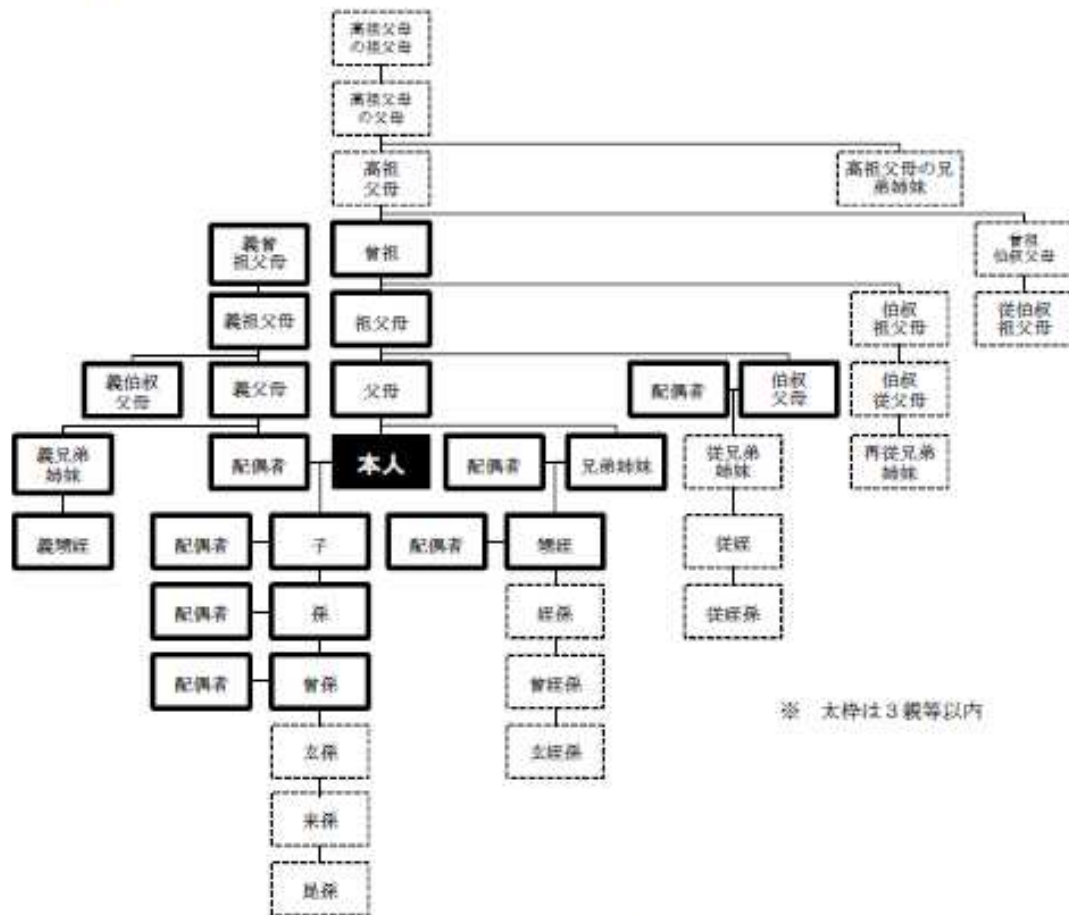 高祖父母
の祖父母
高祖父母
の父母
高祖
父母
高祖父母の兄
弟姉妹
義曾
祖父母
曾祖
曾祖
伯叔父母
義祖父母
祖父母
伯叔
祖父母
従伯叔
祖父母
義伯叔
父母
義父母
父母
配偶者
伯叔
父母
伯叔
従父母
義兄弟
姉妹
配偶者
本人
配偶者
兄弟姉妹
従兄弟
姉妹
再従兄弟
姉妹
義甥姪
配偶者
子
配偶者
甥姪
従姪
配偶者
孫
姪孫
従姪孫
配偶者
曾孫
曾姪孫
※ 太枠は3親等以内
玄孫
玄姪孫
来孫
昆孫